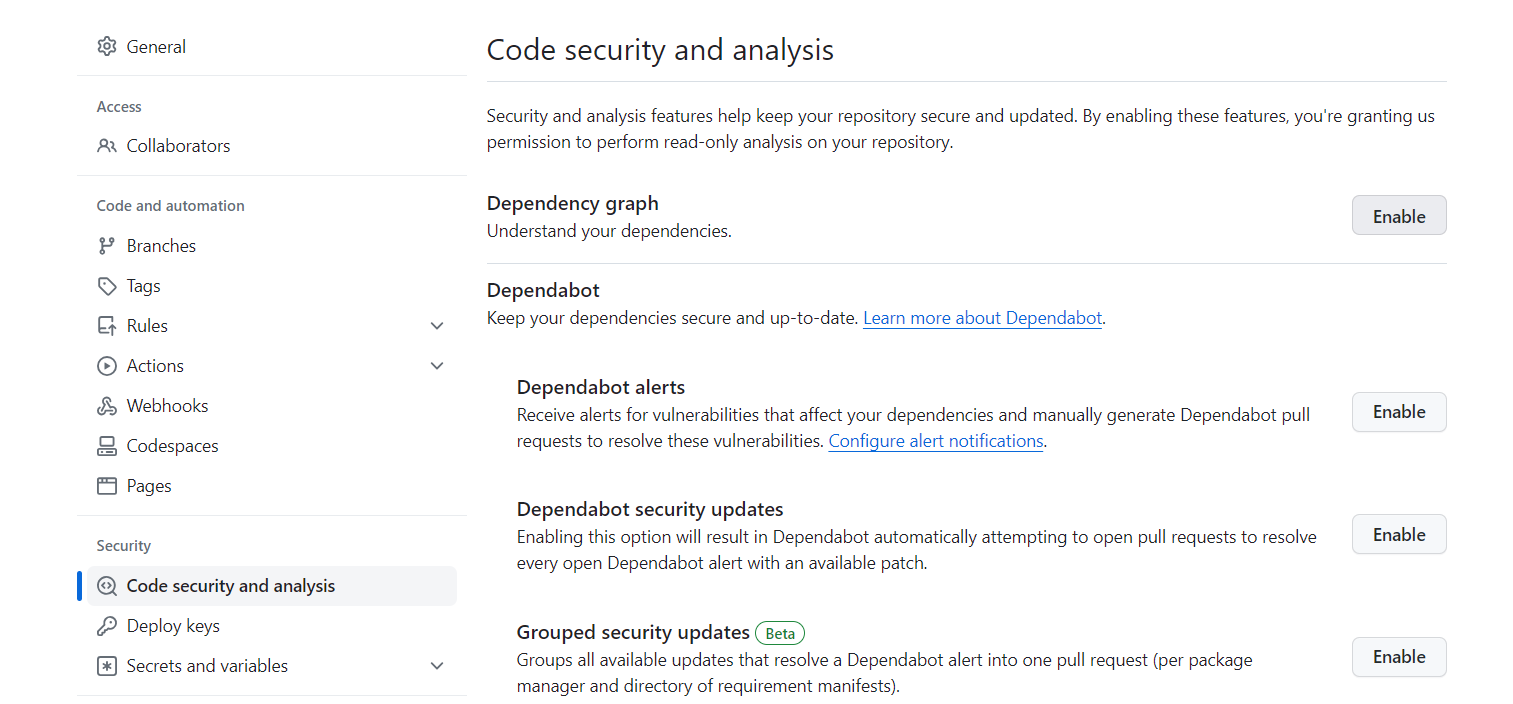 General
Access
Collaborators
Code and automation
Branches
Tags
Rules
Actions
Webhooks
Codespaces
Pages
Security
Code security and analysis
Deploy keys
Secrets and variables
Code security and analysis
Security and analysis features help keep your repository secure and updated. By enabling these features, you're granting us
permission to perform read-only analysis on your repository.
Dependency graph
Understand your dependencies.
Enable
Dependabot
Keep your dependencies secure and up-to-date. Learn more about Dependabot.
Dependabot alerts
Receive alerts for vulnerabilities that affect your dependencies and manually generate Dependabot pull
requests to resolve these vulnerabilities. Configure alert notifications.
Enable
Dependabot security updates
Enabling this option will result in Dependabot automatically attempting to open pull requests to resolve
every open Dependabot alert with an available patch.
Enable
Grouped security updates Beta
Groups all available updates that resolve a Dependabot alert into one pull request (per package
manager and directory of requirement manifests).
Enable